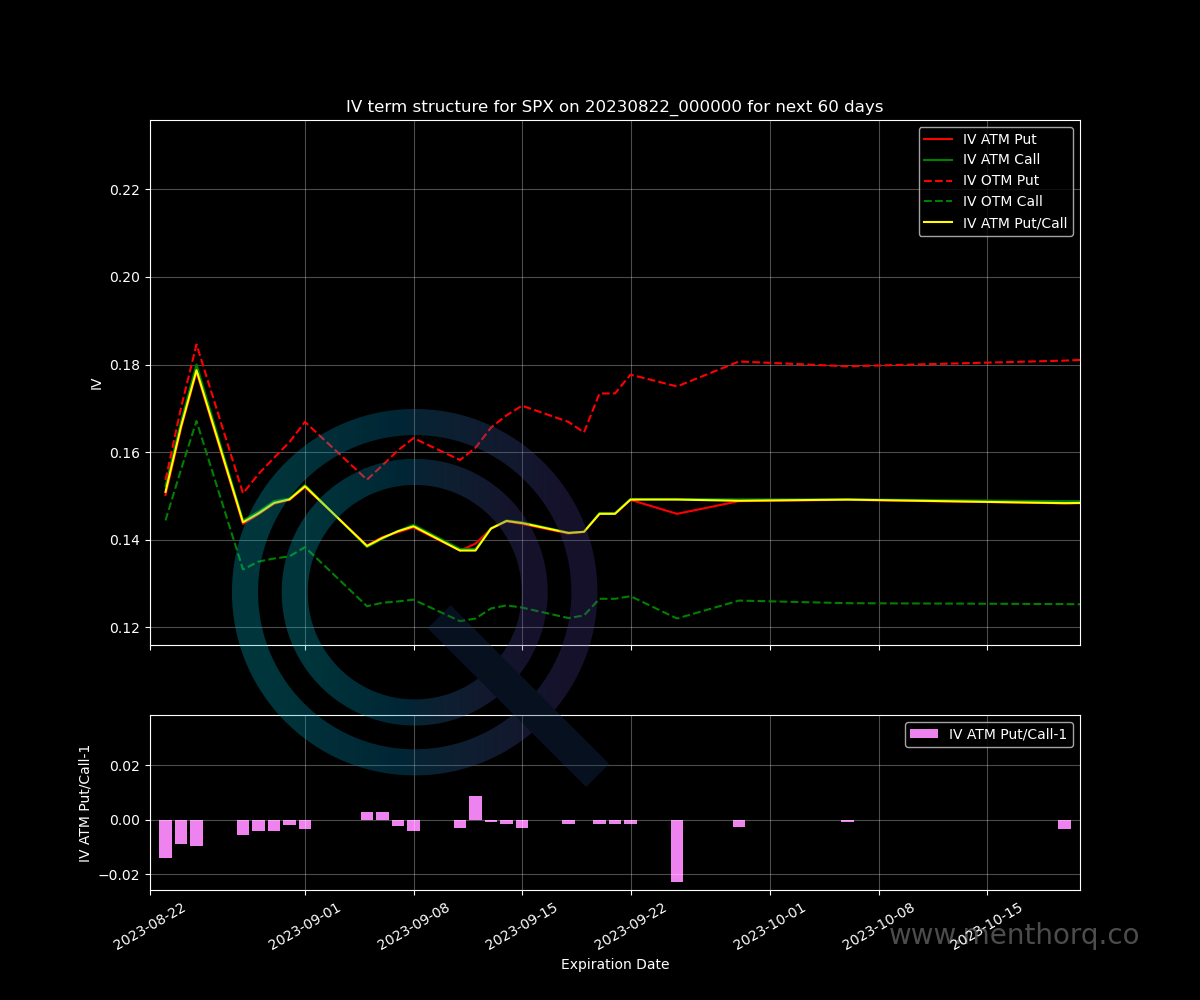 IV term structure for SPX on 20230822_000000 for next 60 days
IV ATM Put
IV ATM Call
IV OTM Put
IV OTM Call
IV ATM Put/Call
0.22
0.20
0.18
0.16
0.14
0.12
IV
IV ATM Put/Call-1
0.02
0.00
−0.02
IV ATM Put/Call-1
2023-08-22
2023-09-01
2023-09-08
2023-09-15
2023-09-22
2023-10-01
2023-10-08
2023-10-15
www.menthorq.co
Expiration Date